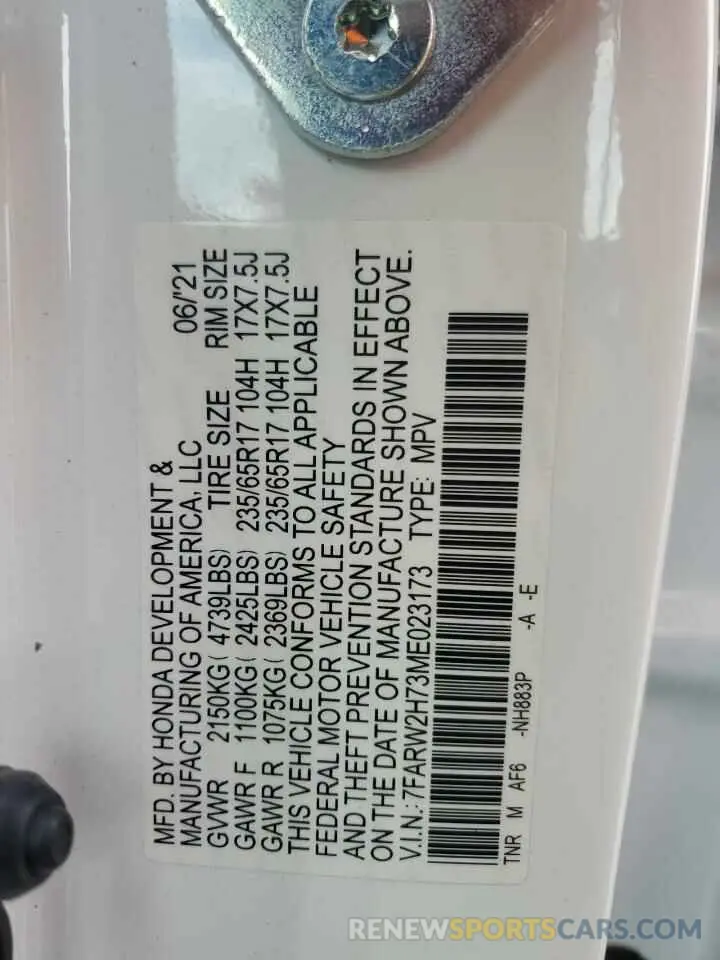 MFD. BY HONDA DEVELOPMENT &
MANUFACTURING OF AMERICA, LLC 06/'21
GVWR 2150KG( 4739LBS) TIRE SIZE RIM SIZE
GAWR F 1100KG( 2425LBS) 235/65R17 104H 17X7.5J
GAWR R 1075KG( 2369LBS) 235/65R17 104H 17X7.5J
THIS VEHICLE CONFORMS TO ALL APPLICABLE
FEDERAL MOTOR VEHICLE SAFETY
AND THEFT PREVENTION STANDARDS IN EFFECT
ON THE DATE OF MANUFACTURE SHOWN ABOVE.
V.I.N.: 7FARW2H73ME023173 TYPE: MPV
TNR M AF6 -NH883P -A -E
RENEWSPORTSCARS.COM